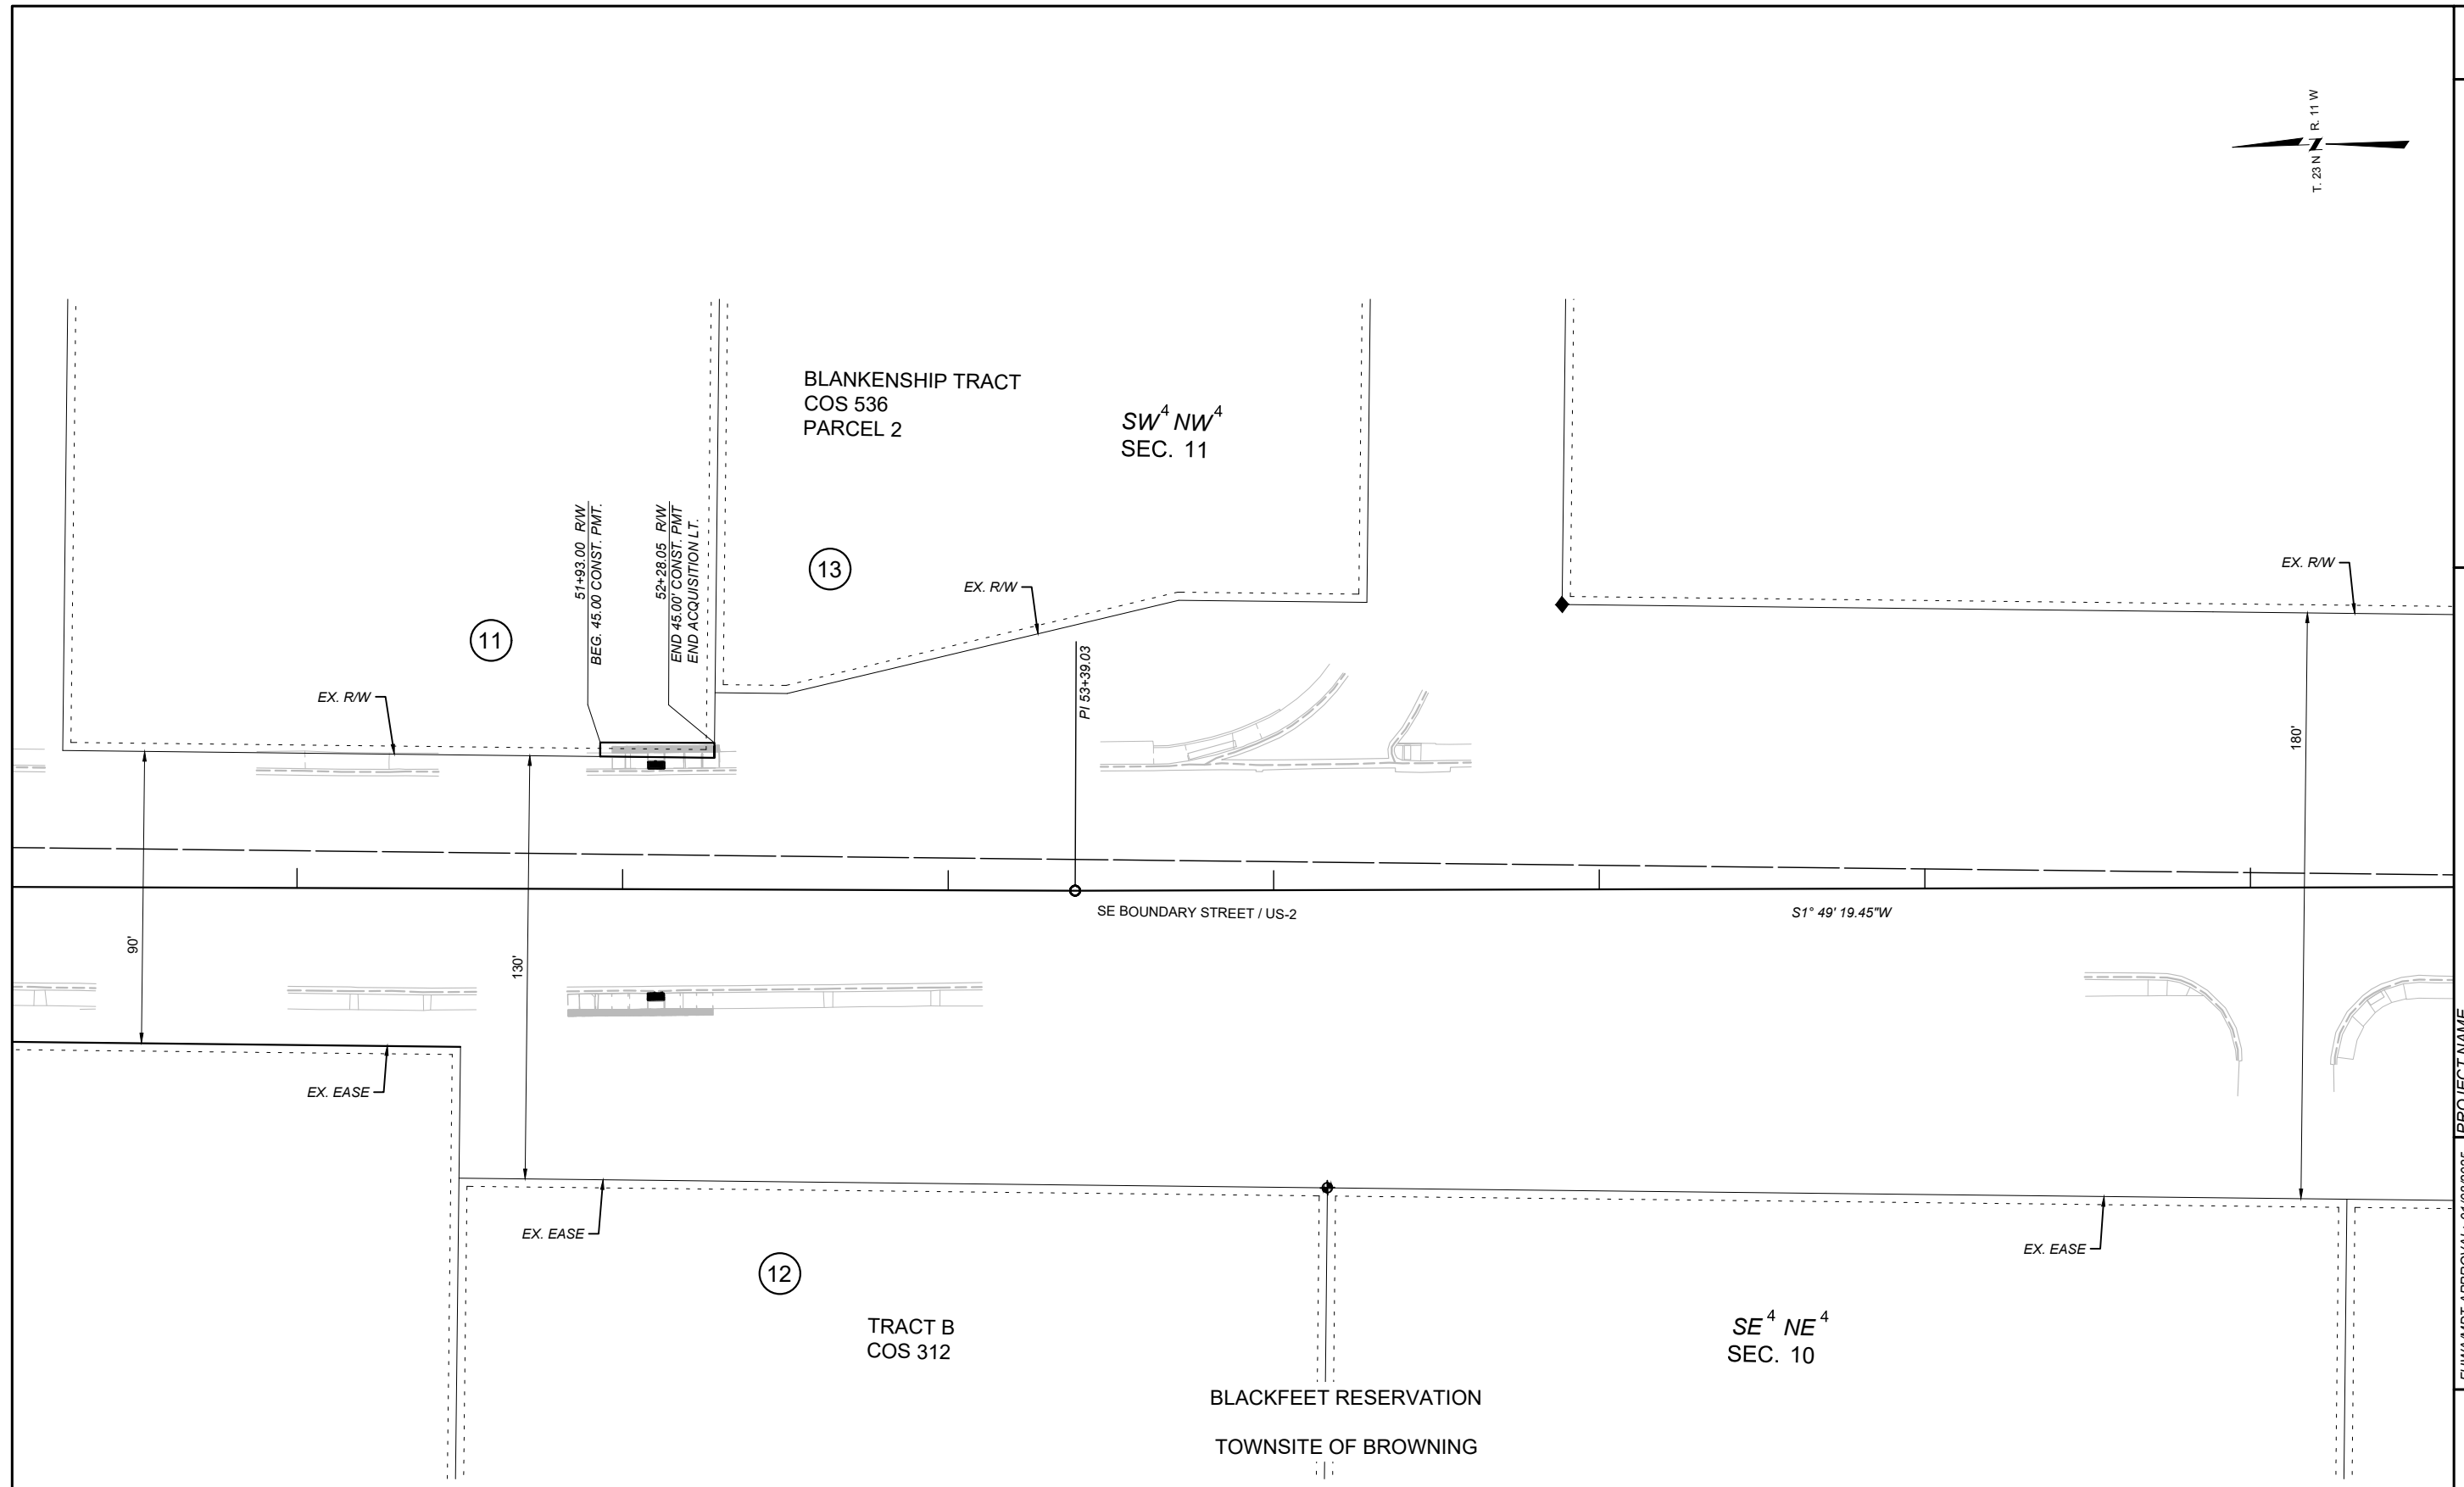 T. 23 N R. 11 W
BLANKENSHIP TRACT
COS 536
PARCEL 2
SW4 NW4
SEC. 11
51+93.00 R/W
BEG. 45.00 CONST. PMT.
52+28.05 R/W
END 45.00' CONST. PMT
END ACQUISITION LT.
13
EX. R/W
EX. R/W
11
EX. R/W
PI 53+39.03
180'
SE BOUNDARY STREET / US-2
S1° 49' 19.45"W
90'
130'
EX. EASE
EX. EASE
EX. EASE
12
TRACT B
COS 312
SE4 NE4
SEC. 10
BLACKFEET RESERVATION
TOWNSITE OF BROWNING
PROJECT NAME